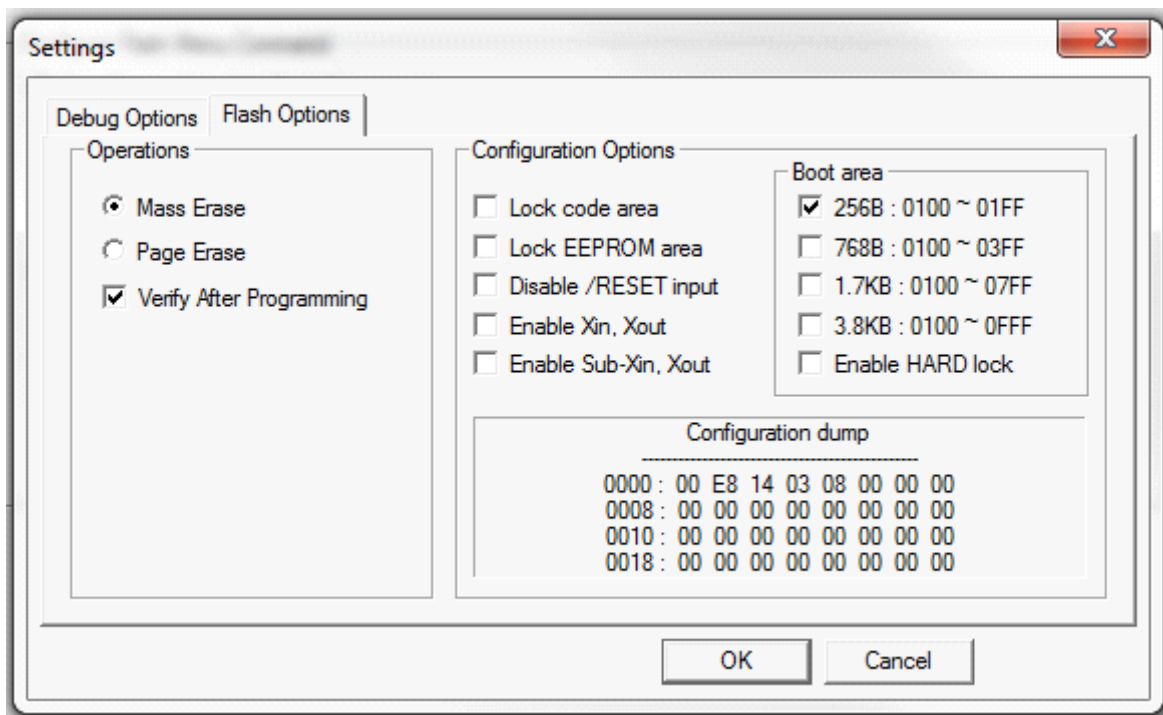 Settings
Debug Options
Flash Options
Operations
Mass Erase
Page Erase
Verify After Programming
Configuration Options
Lock code area
Lock EEPROM area
Disable /RESET input
Enable Xin, Xout
Enable Sub-Xin, Xout
Boot area
256B : 0100 ~ 01FF
768B : 0100 ~ 03FF
1.7KB : 0100 ~ 07FF
3.8KB : 0100 ~ 0FFF
Enable HARD lock
Configuration dump
----------------------------------------------
0000 : 00 E8 14 03 08 00 00 00
0008 : 00 00 00 00 00 00 00 00
0010 : 00 00 00 00 00 00 00 00
0018 : 00 00 00 00 00 00 00 00
OK
Cancel